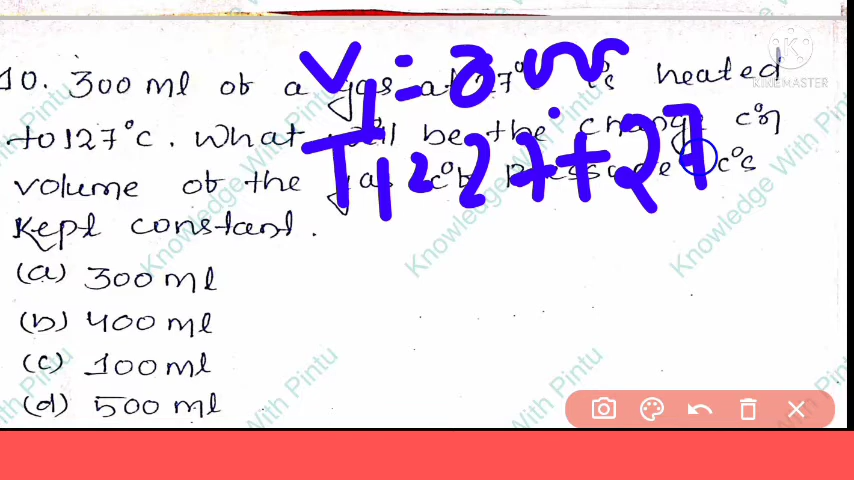 10. 300 ml of a gas at 27°c is heated
to 127°c. What will be the change in
volume of the gas if pressure is
kept constant.
(a) 300 ml
(b) 400 ml
(c) 100 ml
(d) 500 ml
V1 = 300
T1 = 27 + 27
KINEMASTER
Knowledge With Pintu